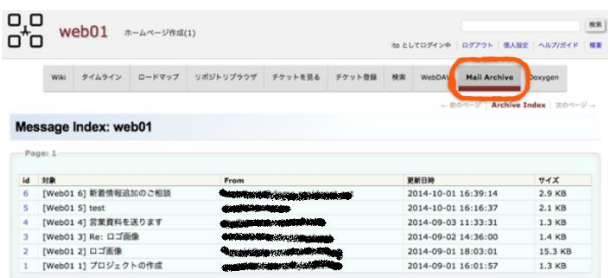 web01 ホームページ作成(1)
検索
ito としてログイン中 ログアウト 個人設定 ヘルプ/ガイド 概要
Wiki タイムライン ロードマップ リポジトリブラウザ チケットを見る チケット登録 検索 WebDAV Mail Archive Doxygen
← 前のページ Archive Index 次のページ →
Message Index: web01
Page: 1
id 対象 From 更新日時 サイズ
6 [Web01 6] 新着情報追加のご相談 2014-10-01 16:39:14 2.9 KB
5 [Web01 5] test 2014-10-01 16:16:37 2.1 KB
4 [Web01 4] 営業資料を送ります 2014-09-03 11:33:31 1.3 KB
3 [Web01 3] Re: ロゴ画像 2014-09-02 14:36:00 1.4 KB
2 [Web01 2] ロゴ画像 2014-09-01 18:03:01 15.3 KB
1 [Web01 1] プロジェクトの作成 2014-09-01 16:01:57 1.3 KB